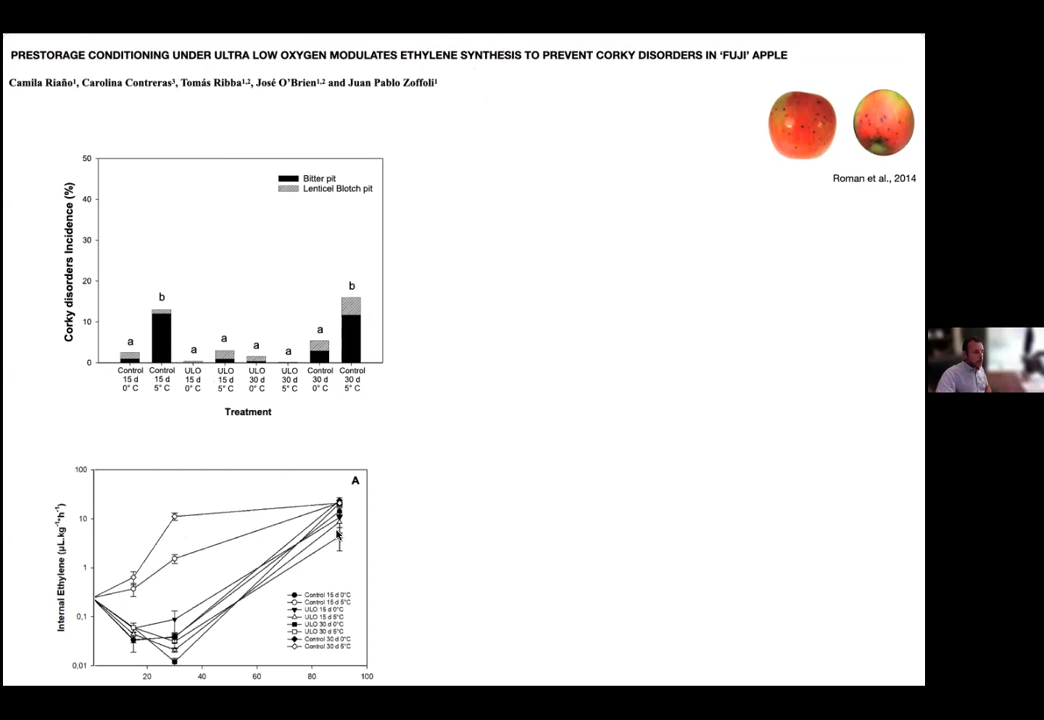 PRESTORAGE CONDITIONING UNDER ULTRA LOW OXYGEN MODULATES ETHYLENE SYNTHESIS TO PREVENT CORKY DISORDERS IN ‘FUJI’ APPLE
Camila Riaño¹, Carolina Contreras³, Tomás Ribba¹,², José O’Brien¹,² and Juan Pablo Zoffoli¹
Roman et al., 2014
Corky disorders Incidence (%)
50
40
30
20
10
0
Bitter pit
Lenticel Blotch pit
a b a a a a a b
Control Control ULO ULO ULO ULO Control Control
15 d 15 d 15 d 15 d 30 d 30 d 30 d 30 d
0° C 5° C 0° C 5° C 0° C 5° C 0° C 5° C
Treatment
Internal Ethylene (µL.kg⁻¹*h⁻¹)
100
10
1
0,1
0,01
A
Control 15 d 0°C
Control 15 d 5°C
ULO 15 d 0°C
ULO 15 d 5°C
ULO 30 d 0°C
ULO 30 d 5°C
Control 30 d 0°C
Control 30 d 5°C
20 40 60 80 100